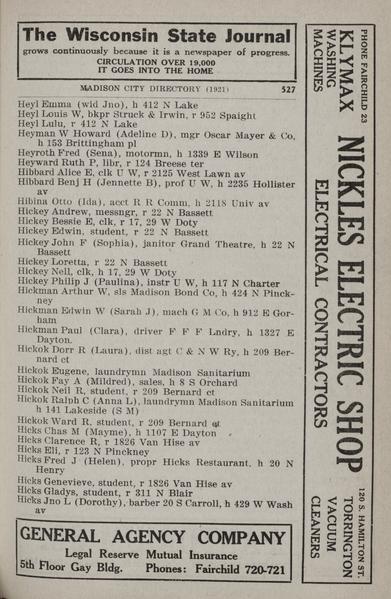 The Wisconsin State Journal
grows continuously because it is a newspaper of progress.
CIRCULATION OVER 19,000
IT GOES INTO THE HOME
MADISON CITY DIRECTORY (1921) 527
Heyl Emma (wid Jno), h 412 N Lake
Heyl Louis W, bkpr Struck & Irwin, r 952 Spaight
Heyl Lulu, r 412 N Lake
Heyman W Howard (Adeline D), mgr Oscar Mayer & Co,
h 153 Brittingham pl
Heyroth Fred (Sena), motormn, h 1339 E Wilson
Heyward Ruth P, libr, r 124 Breese ter
Hibbard Alice E, clk U W, r 2125 West Lawn av
Hibbard Benj H (Jennette B), prof U W, h 2235 Hollister
av
Hibina Otto (Ida), acct R R Comm, h 2118 Univ av
Hickey Andrew, messngr, r 22 N Bassett
Hickey Bessie E, clk, r 17, 29 W Doty
Hickey Edwin, student, r 22 N Bassett
Hickey John F (Sophia), janitor Grand Theatre, h 22 N
Bassett
Hickey Loretta, r 22 N Bassett
Hickey Nell, clk, h 17, 29 W Doty
Hickey Philip J (Paulina), instr U W, h 117 N Charter
Hickman Arthur W, sls Madison Bond Co, h 424 N Pinck-
ney
Hickman Edwin W (Sarah J), mach G M Co, h 912 E Gor-
ham
Hickman Paul (Clara), driver F F F Lndry, h 1327 E
Dayton.
Hickok Dorr R (Laura), dist agt C & N W Ry, h 209 Ber-
nard ct
Hickok Eugene, laundrymn Madison Sanitarium
Hickok Fay A (Mildred), sales, h 8 S Orchard
Hickok Neil R, student, r 209 Bernard ct
Hickok Ralph C (Anna L), laundrymn Madison Sanitarium
h 141 Lakeside (S M)
Hickok Ward R, student, r 209 Bernard ct
Hicks Chas M (Mayme), h 1107 E Dayton
Hicks Clarence R, r 1826 Van Hise av
Hicks Eli, r 123 N Pinckney
Hicks Fred J (Helen), propr Hicks Restaurant, h 20 N
Henry
Hicks Genevieve, student, r 1826 Van Hise av
Hicks Gladys, student, r 311 N Blair
Hicks Jno L (Dorothy), barber 20 S Carroll, h 429 W Wash
av
GENERAL AGENCY COMPANY
Legal Reserve Mutual Insurance
5th Floor Gay Bldg. Phones: Fairchild 720-721
PHONE FAIRCHILD 23
KLYMAX
WASHING
MACHINES
NICKLES ELECTRIC SHOP
ELECTRICAL CONTRACTORS
120 S. HAMILTON ST.
TORRINGTON
VACUUM
CLEANERS